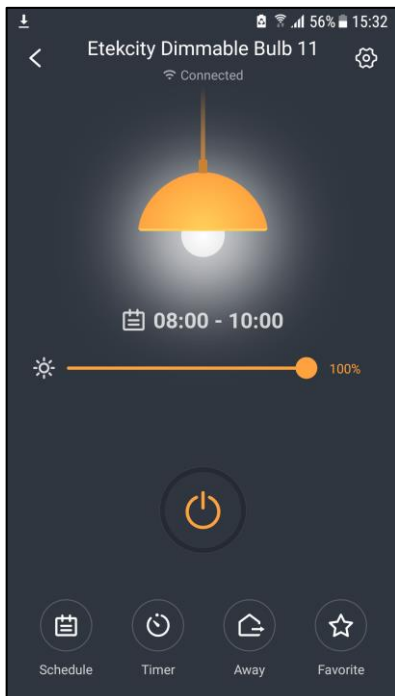 56% 15:32
Etekcity Dimmable Bulb 11
Connected
08:00 - 10:00
100%
Schedule Timer Away Favorite